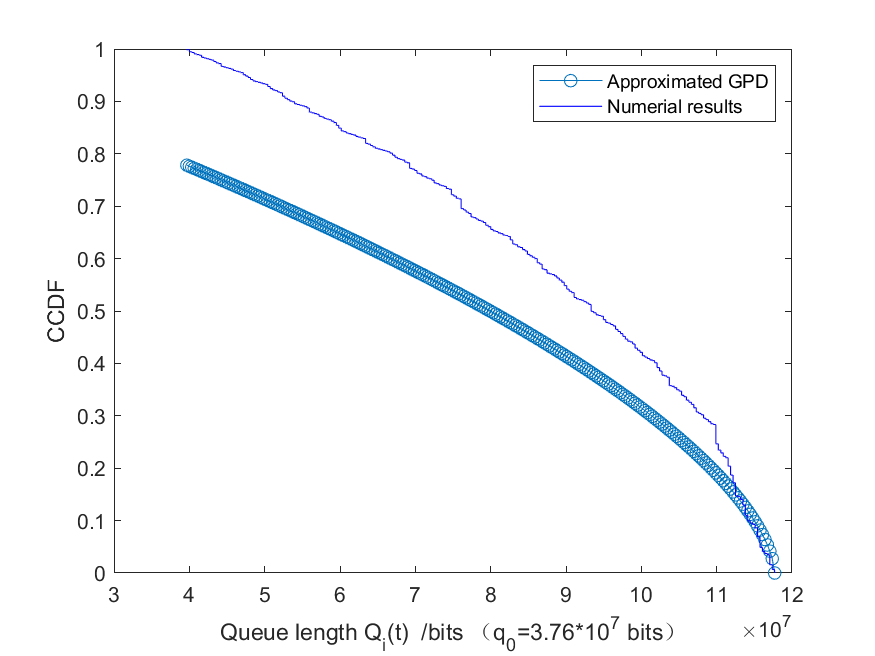 1
0.9
0.8
0.7
0.6
0.5
0.4
0.3
0.2
0.1
0
CCDF
Approximated GPD
Numerial results
3 4 5 6 7 8 9 10 11 12
×10^7
Queue length Q_i(t) /bits （q_0=3.76*10^7 bits）